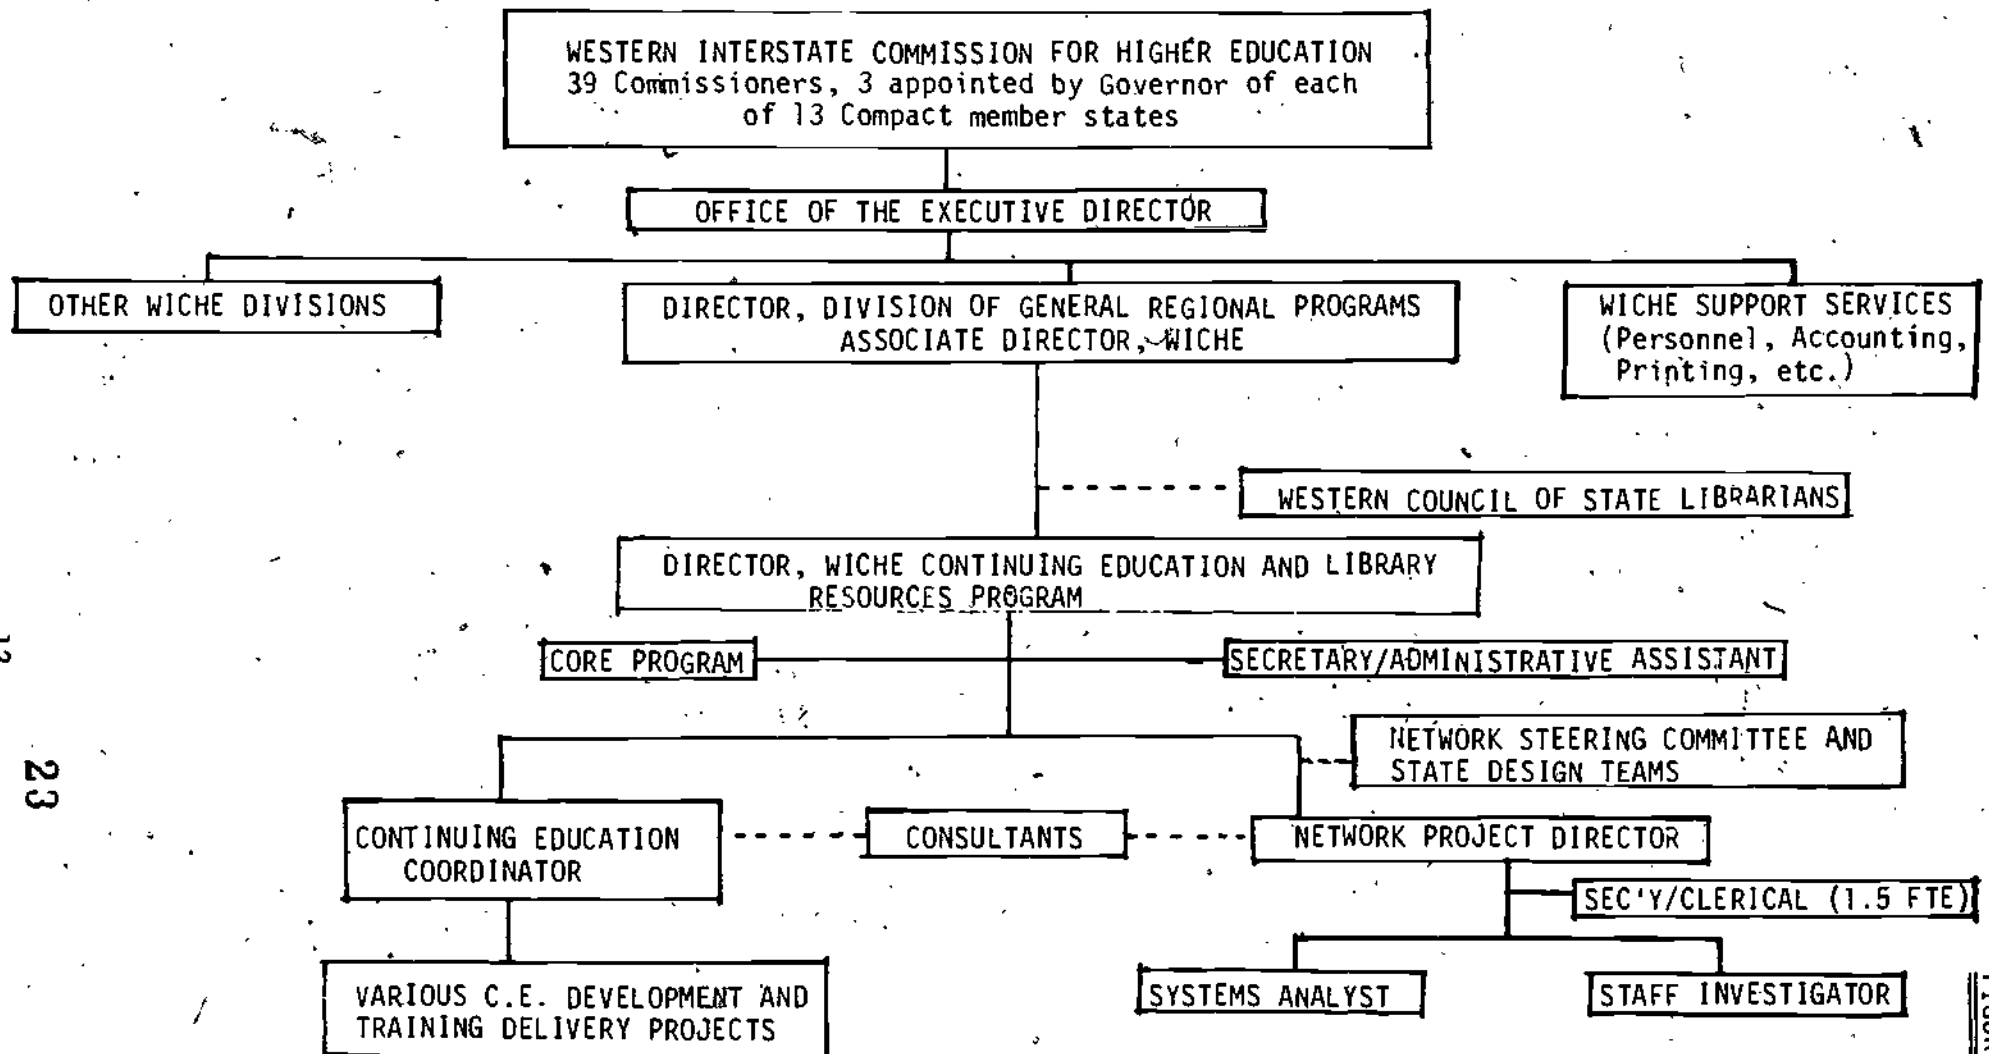 WESTERN INTERSTATE COMMISSION FOR HIGHER EDUCATION
39 Commissioners, 3 appointed by Governor of each
of 13 Compact member states
OFFICE OF THE EXECUTIVE DIRECTOR
OTHER WICHE DIVISIONS
DIRECTOR, DIVISION OF GENERAL REGIONAL PROGRAMS
ASSOCIATE DIRECTOR, WICHE
WICHE SUPPORT SERVICES
(Personnel, Accounting,
Printing, etc.)
WESTERN COUNCIL OF STATE LIBRARIANS
DIRECTOR, WICHE CONTINUING EDUCATION AND LIBRARY
RESOURCES PROGRAM
CORE PROGRAM
SECRETARY/ADMINISTRATIVE ASSISTANT
NETWORK STEERING COMMITTEE AND
STATE DESIGN TEAMS
CONTINUING EDUCATION
COORDINATOR
CONSULTANTS
NETWORK PROJECT DIRECTOR
SEC'Y/CLERICAL (1.5 FTE)
VARIOUS C.E. DEVELOPMENT AND
TRAINING DELIVERY PROJECTS
SYSTEMS ANALYST
STAFF INVESTIGATOR
23